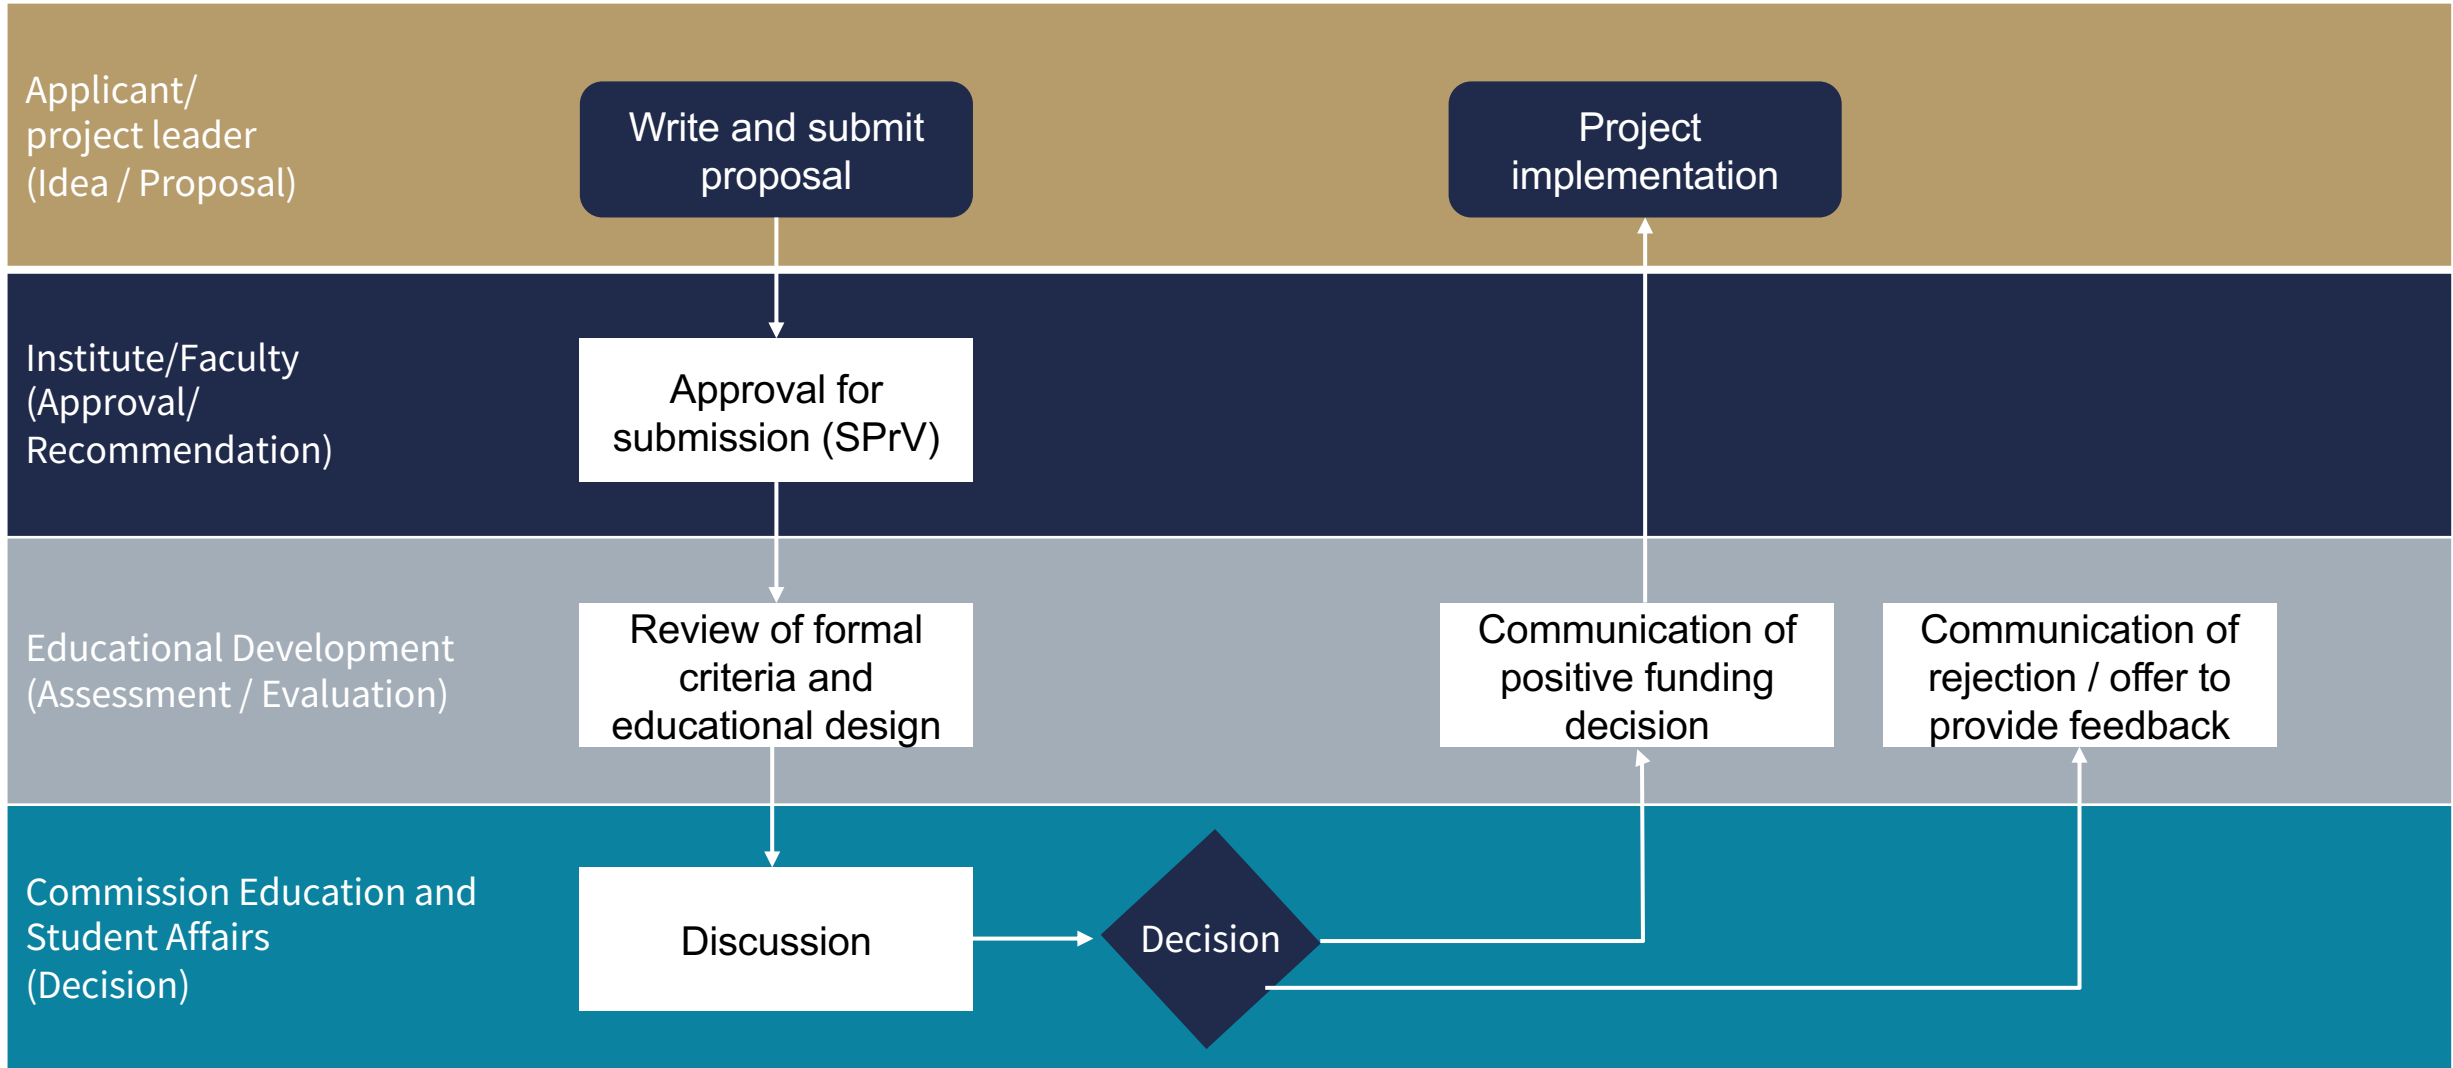 Applicant/
project leader
(Idea / Proposal)
Write and submit
proposal
Project
implementation
Institute/Faculty
(Approval/
Recommendation)
Approval for
submission (SPrV)
Educational Development
(Assessment / Evaluation)
Review of formal
criteria and
educational design
Communication of
positive funding
decision
Communication of
rejection / offer to
provide feedback
Commission Education and
Student Affairs
(Decision)
Discussion
Decision